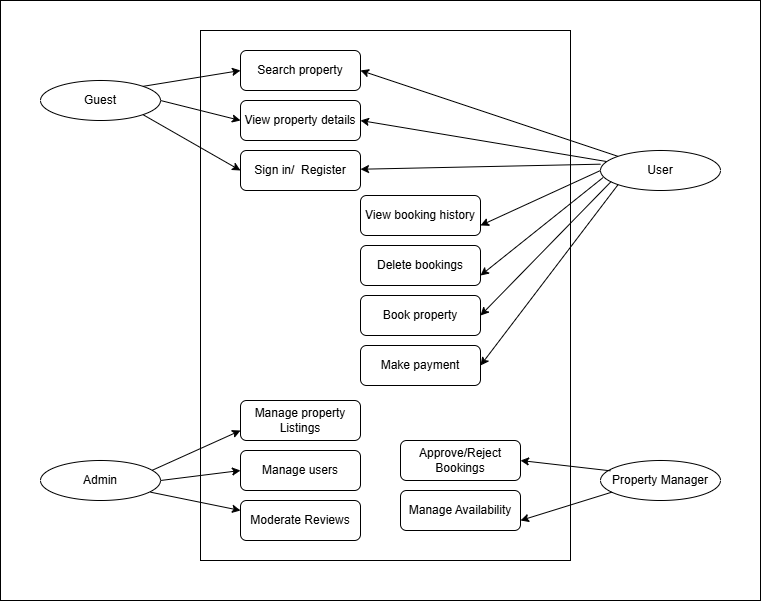 Search property
Guest
View property details
Sign in/  Register
User
View booking history
Delete bookings
Book property
Make payment
Manage property
Listings
Approve/Reject
Bookings
Manage users
Admin
Property Manager
Manage Availability
Moderate Reviews